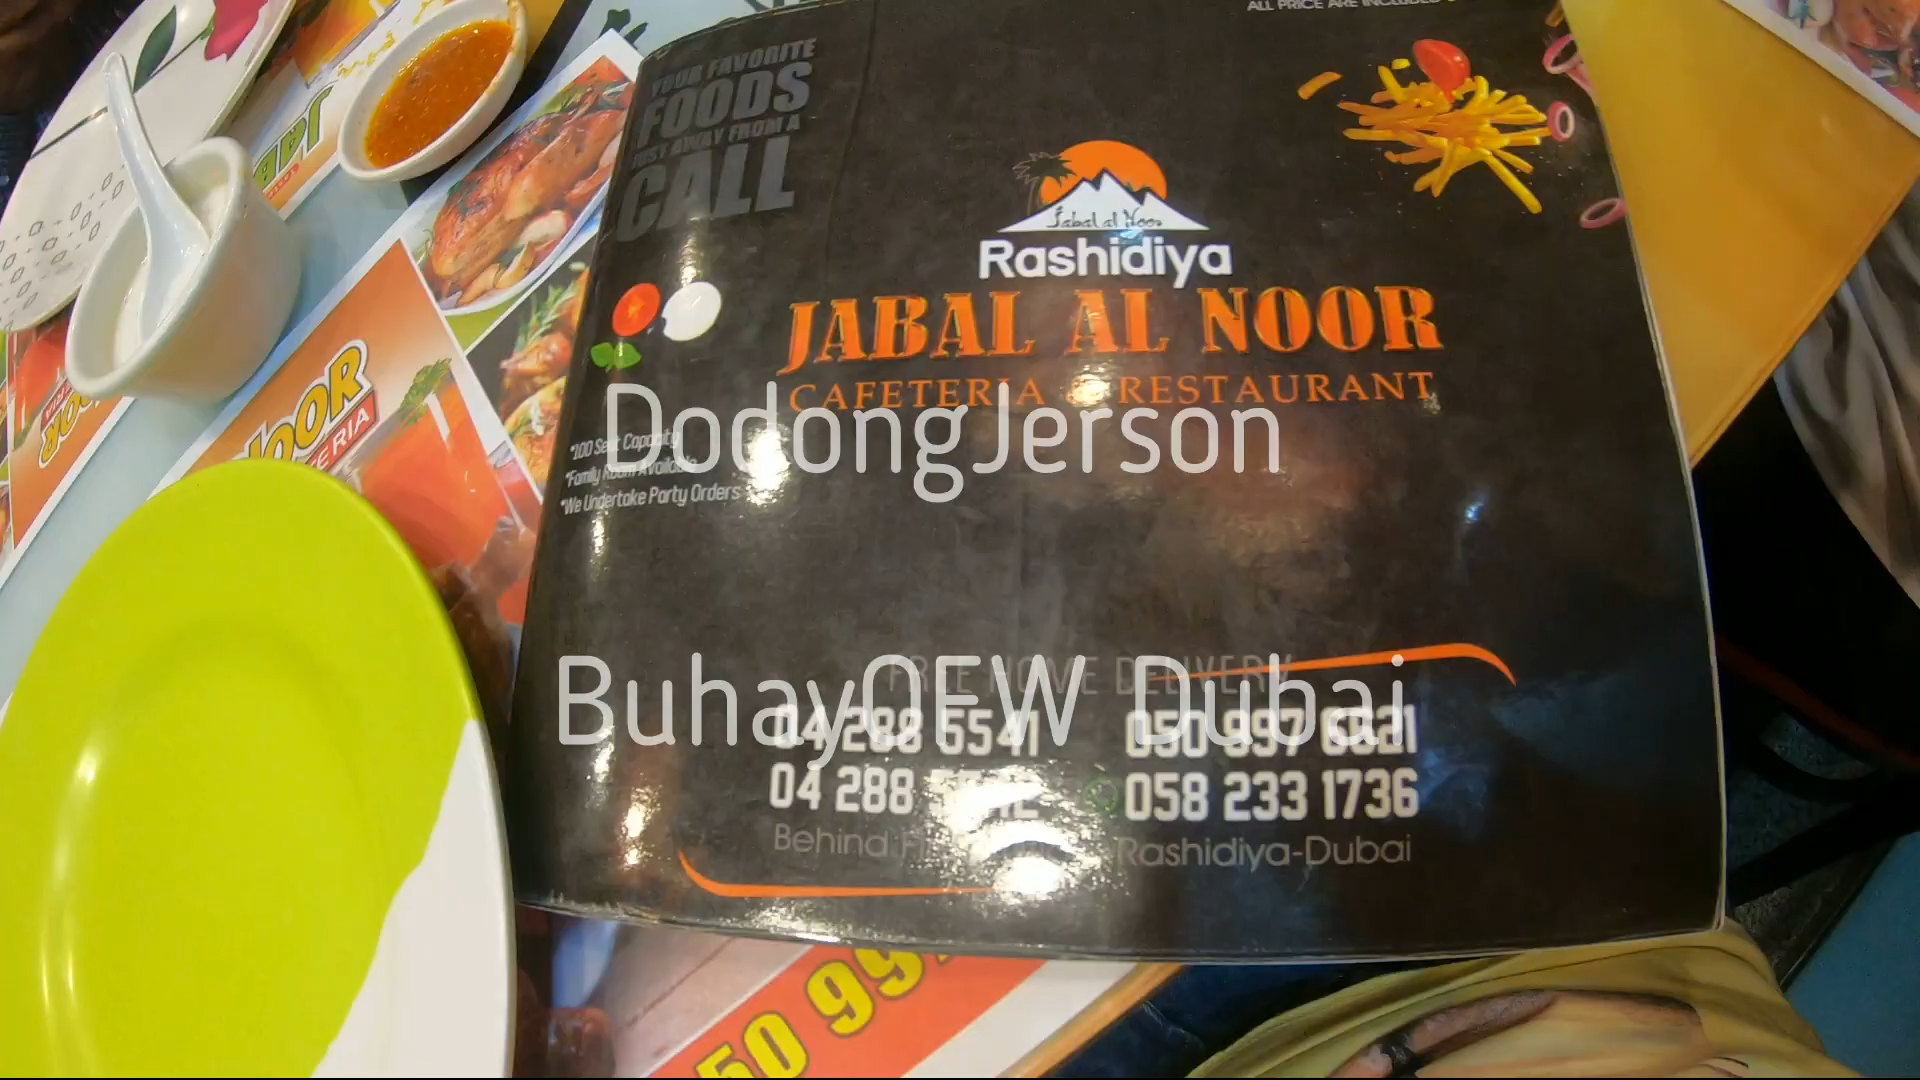 ALL PRICE ARE INCLUDED
YOUR FAVORITE
FOODS
JUST AWAY FROM A
CALL
Jabal al Noor
Rashidiya
JABAL AL NOOR
CAFETERIA & RESTAURANT
DodongJerson
*100 Seat Capacity
*Family Room Available
*We Undertake Party Orders
NOOR
FREE HOME DELIVERY
BuhayOFW Dubai
04 288 5541 050 997 6621
04 288 058 233 1736
Behind Rashidiya-Dubai
50 99